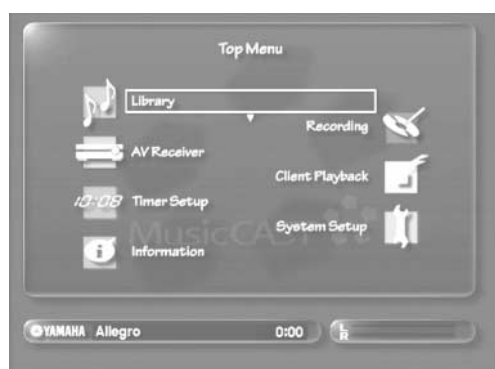 Top Menu
Library
Recording
AV Receiver
Client Playback
10:08 Timer Setup
System Setup
MusicCAST
Information
YAMAHA Allegro 0:00 L
R